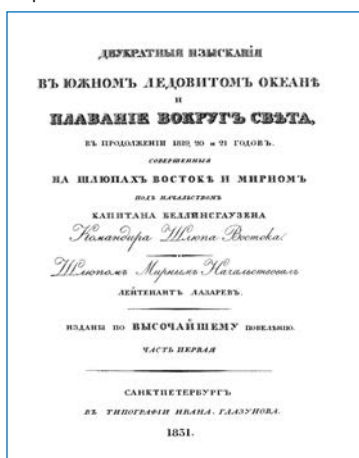 ДВУКРАТНЫЯ ИЗЫСКАНІЯ
ВЪ ЮЖНОМЪ ЛЕДОВИТОМЪ ОКЕАНѢ
И
ПЛАВАНІЕ ВОКРУГЪ СВѢТА,
ВЪ ПРОДОЛЖЕНІИ 1819, 20 и 21 ГОДОВЪ.
СОВЕРШЕННЫЯ
НА ШЛЮПАХЪ ВОСТОКѢ И МИРНОМЪ
ПОДЪ НАЧАЛЬСТВОМЪ
КАПИТАНА БЕЛЛИНСГАУЗЕНА
Командира Шлюпа Востока.
Шлюпомъ Мирнымъ Начальствовалъ
ЛЕЙТЕНАНТЪ ЛАЗАРЕВЪ.
ИЗДАНЫ ПО ВЫСОЧАЙШЕМУ ПОВЕЛѢНІЮ.
ЧАСТЬ ПЕРВАЯ
САНКТПЕТЕРБУРГЪ
ВЪ ТИПОГРАФІИ ИВАНА. ГЛАЗУНОВА.
1831.